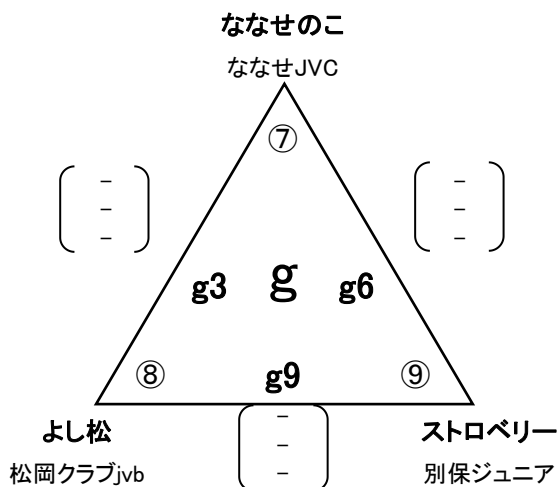 ななせのこ
ななせJVC
⑦
–
–
–
–
–
–
g3
g
g6
⑧
g9
⑨
–
–
–
よし松
ストロベリー
松岡クラブjvb
別保ジュニア